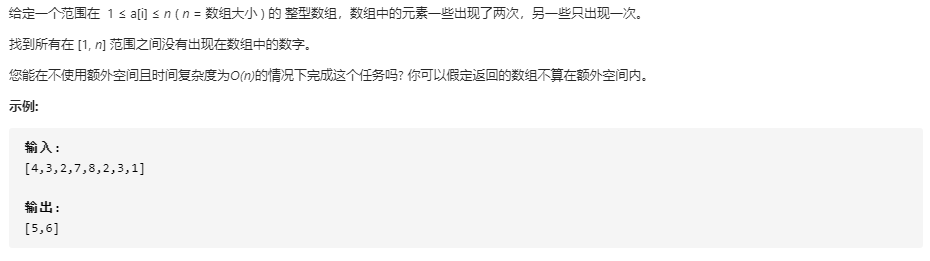 给定一个范围在  1 ≤ a[i] ≤ n ( n = 数组大小 ) 的 整型数组，数组中的元素一些出现了两次，另一些只出现一次。
找到所有在 [1, n] 范围之间没有出现在数组中的数字。
您能在不使用额外空间且时间复杂度为O(n)的情况下完成这个任务吗? 你可以假定返回的数组不算在额外空间内。
示例:
输入:
[4,3,2,7,8,2,3,1]
输出:
[5,6]